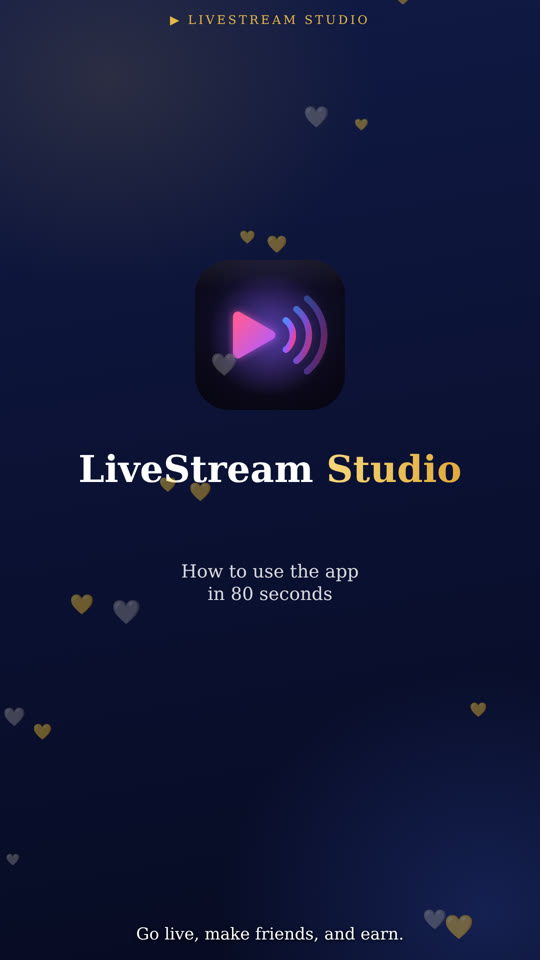 ▶ LIVESTREAM STUDIO
LiveStream Studio
How to use the app
in 80 seconds
Go live, make friends, and earn.